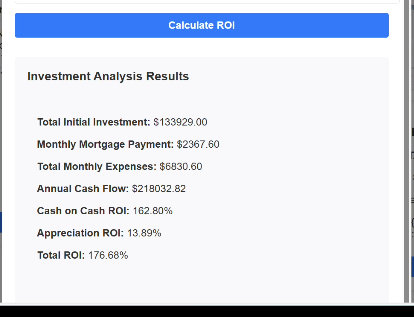 Calculate ROI
Investment Analysis Results
Total Initial Investment: $133929.00
Monthly Mortgage Payment: $2367.60
Total Monthly Expenses: $6830.60
Annual Cash Flow: $218032.82
Cash on Cash ROI: 162.80%
Appreciation ROI: 13.89%
Total ROI: 176.68%